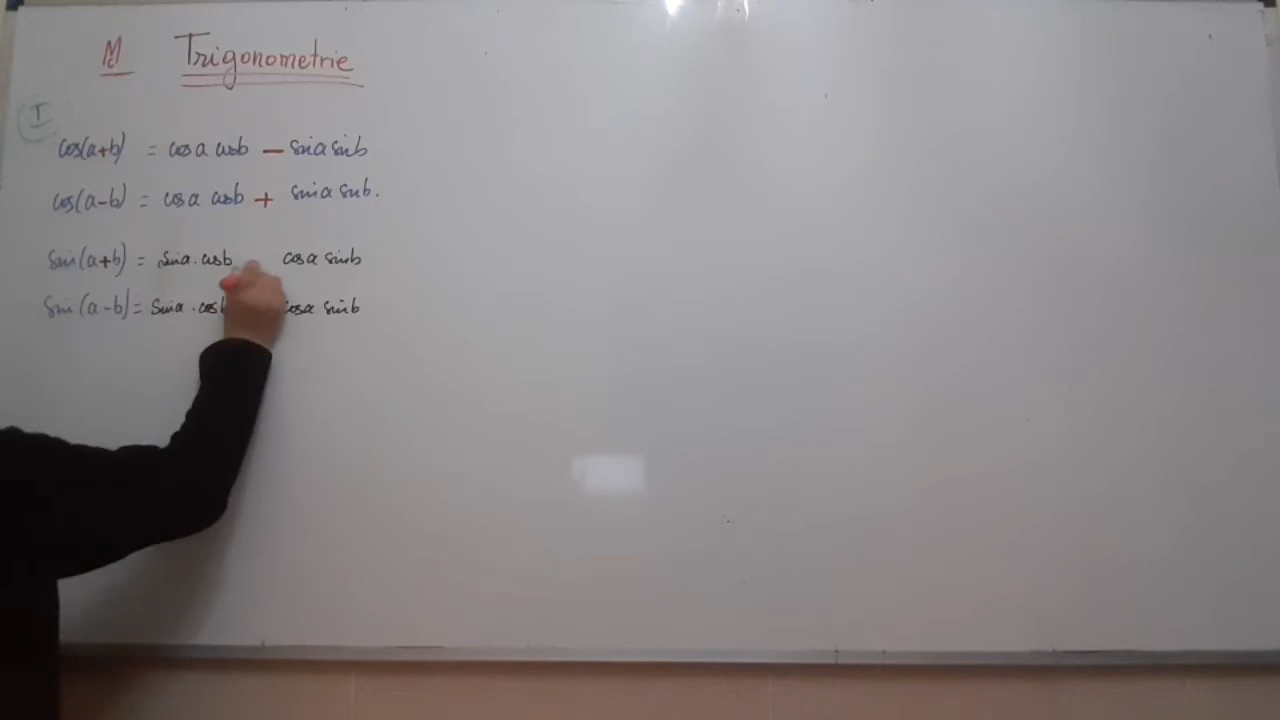 Trigonometrie
I
cos(a+b) = cos a cos b − sin a sin b
cos(a−b) = cos a cos b + sin a sin b.
sin(a+b) = sin a . cos b cos a sin b
sin(a−b) = sin a . cos b cos a sin b